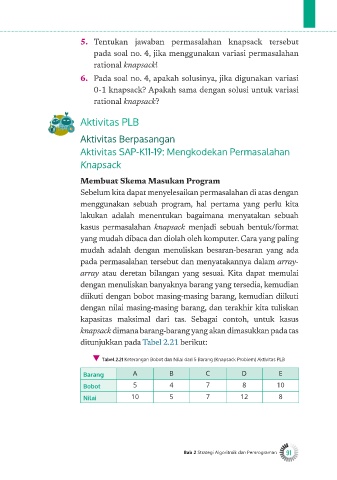 5. Tentukan jawaban permasalahan knapsack tersebut
pada soal no. 4, jika menggunakan variasi permasalahan
rational knapsack!
6. Pada soal no. 4, apakah solusinya, jika digunakan variasi
0-1 knapsack? Apakah sama dengan solusi untuk variasi
rational knapsack?
Aktivitas PLB
Aktivitas Berpasangan
Aktivitas SAP-K11-19: Mengkodekan Permasalahan
Knapsack
Membuat Skema Masukan Program
Sebelum kita dapat menyelesaikan permasalahan di atas dengan
menggunakan sebuah program, hal pertama yang perlu kita
lakukan adalah menentukan bagaimana menyatakan sebuah
kasus permasalahan knapsack menjadi sebuah bentuk/format
yang mudah dibaca dan diolah oleh komputer. Cara yang paling
mudah adalah dengan menuliskan besaran-besaran yang ada
pada permasalahan tersebut dan menyatakannya dalam array-
array atau deretan bilangan yang sesuai. Kita dapat memulai
dengan menuliskan banyaknya barang yang tersedia, kemudian
diikuti dengan bobot masing-masing barang, kemudian diikuti
dengan nilai masing-masing barang, dan terakhir kita tuliskan
kapasitas maksimal dari tas. Sebagai contoh, untuk kasus
knapsack dimana barang-barang yang akan dimasukkan pada tas
ditunjukkan pada Tabel 2.21 berikut:
▼ Tabel 2.21 Keterangan Bobot dan Nilai dari 5 Barang (Knapsack Problem) Aktivitas PLB
Barang A B C D E
Bobot 5 4 7 8 10
Nilai 10 5 7 12 8
Bab 2 Strategi Algoritmik dan Pemrograman 91